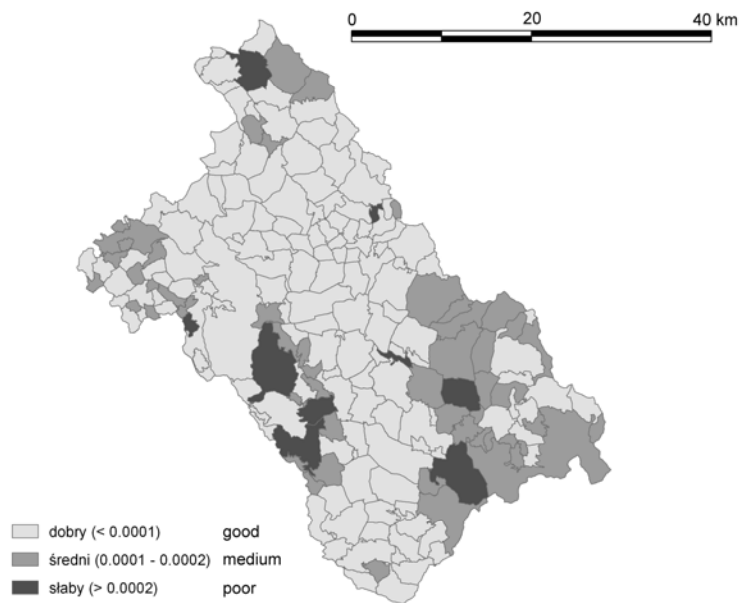 0 20 40 km
dobry (< 0.0001) good
średni (0.0001 - 0.0002) medium
słaby (> 0.0002) poor